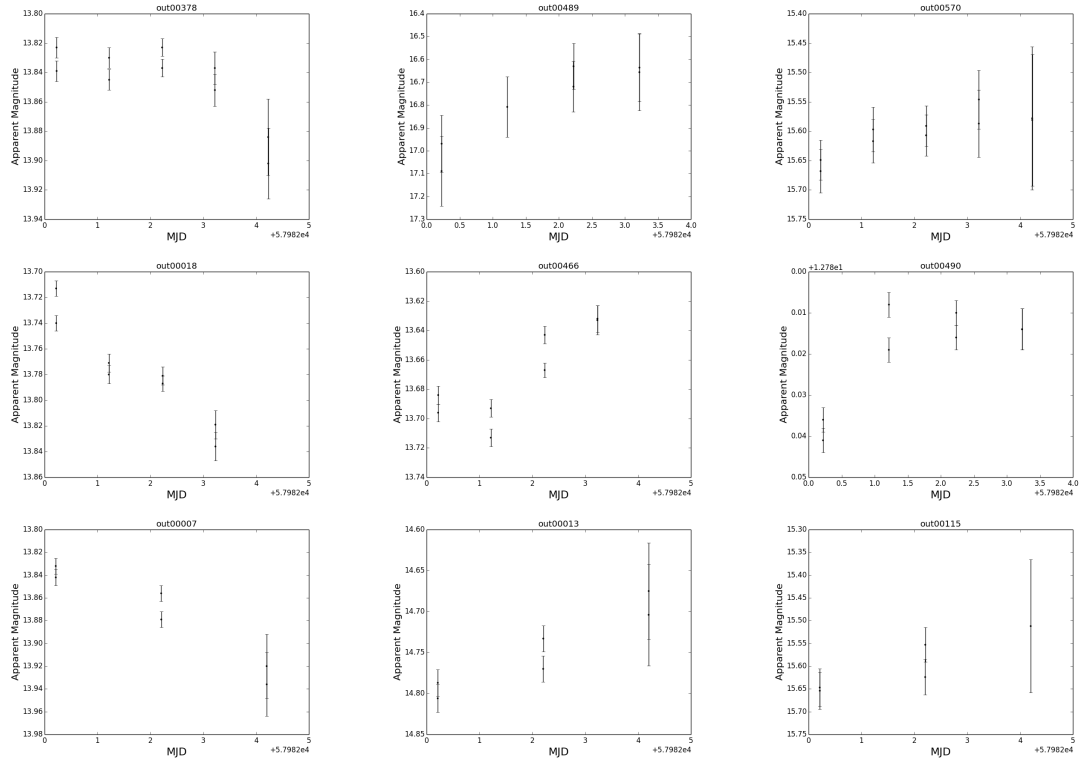 out00378
13.80
13.82
13.84
13.86
13.88
13.90
13.92
13.94
Apparent Magnitude
0 1 2 3 4 5
MJD
+5.7982e4
out00489
16.4
16.5
16.6
16.7
16.8
16.9
17.0
17.1
17.2
17.3
Apparent Magnitude
0.0 0.5 1.0 1.5 2.0 2.5 3.0 3.5 4.0
MJD
+5.7982e4
out00570
15.40
15.45
15.50
15.55
15.60
15.65
15.70
15.75
Apparent Magnitude
0 1 2 3 4 5
MJD
+5.7982e4
out00018
13.70
13.72
13.74
13.76
13.78
13.80
13.82
13.84
13.86
Apparent Magnitude
0 1 2 3 4 5
MJD
+5.7982e4
out00466
13.60
13.62
13.64
13.66
13.68
13.70
13.72
13.74
Apparent Magnitude
0 1 2 3 4 5
MJD
+5.7982e4
out00490
+1.278e1
0.00
0.01
0.02
0.03
0.04
0.05
Apparent Magnitude
0.0 0.5 1.0 1.5 2.0 2.5 3.0 3.5 4.0
MJD
+5.7982e4
out00007
13.80
13.82
13.84
13.86
13.88
13.90
13.92
13.94
13.96
13.98
Apparent Magnitude
0 1 2 3 4 5
MJD
+5.7982e4
out00013
14.60
14.65
14.70
14.75
14.80
14.85
Apparent Magnitude
0 1 2 3 4 5
MJD
+5.7982e4
out00115
15.30
15.35
15.40
15.45
15.50
15.55
15.60
15.65
15.70
15.75
Apparent Magnitude
0 1 2 3 4 5
MJD
+5.7982e4